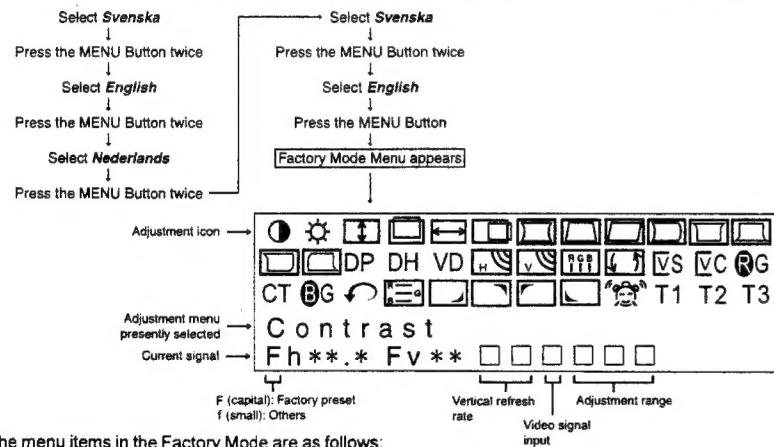 Select Svenska
Press the MENU Button twice
Select English
Press the MENU Button twice
Select Nederlands
Press the MENU Button twice
Select Svenska
Press the MENU Button twice
Select English
Press the MENU Button
Factory Mode Menu appears
Adjustment icon
H V RGB VS VC RG
DP DH VD
CT BG R B G T1 T2 T3
Adjustment menu
presently selected
Contrast
Current signal
Fh**.* Fv** □ □ □ □ □ □
F (capital): Factory preset
f (small): Others
Vertical refresh
rate
Video signal
input
Adjustment range
he menu items in the Factory Mode are as follows: